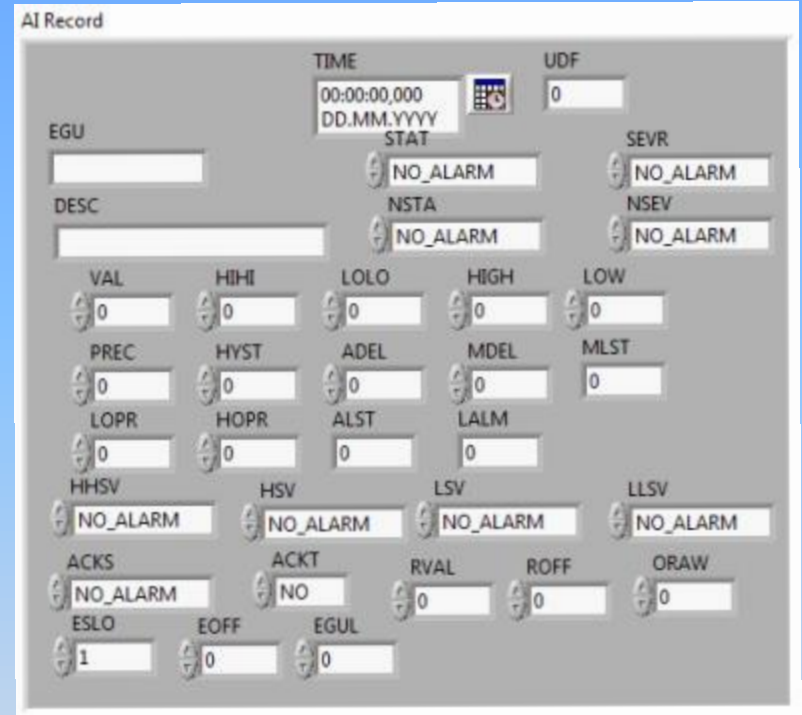 AI Record
TIME UDF
00:00:00,000 0
DD.MM.YYYY
EGU STAT SEVR
NO_ALARM NO_ALARM
DESC NSTA NSEV
NO_ALARM NO_ALARM
VAL HIHI LOLO HIGH LOW
0 0 0 0 0
PREC HYST ADEL MDEL MLST
0 0 0 0 0
LOPR HOPR ALST LALM
0 0 0 0
HHSV HSV LSV LLSV
NO_ALARM NO_ALARM NO_ALARM NO_ALARM
ACKS ACKT RVAL ROFF ORAW
NO_ALARM NO 0 0 0
ESLO EOFF EGUL
1 0 0